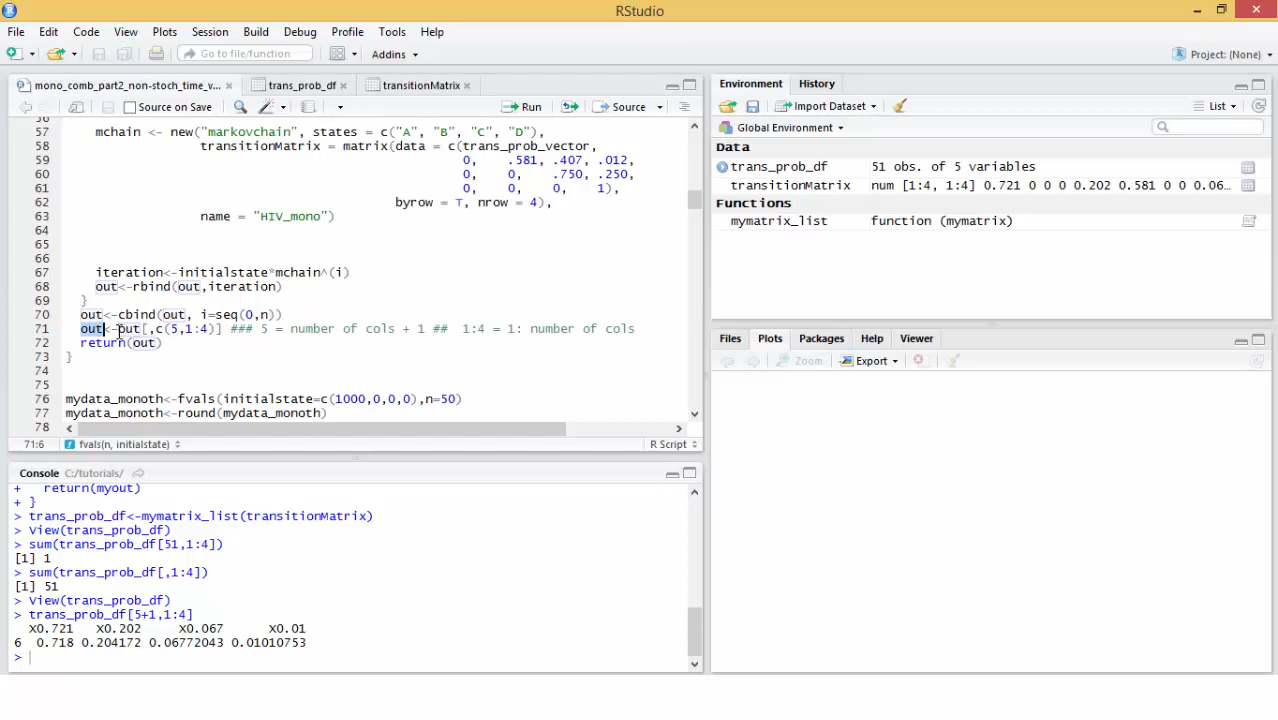 RStudio
File Edit Code View Plots Session Build Debug Profile Tools Help
Go to file/function Addins Project: (None)
mono_comb_part2_non-stoch_time_v... trans_prob_df transitionMatrix
Source on Save Run Source
56
57 mchain <- new("markovchain", states = c("A", "B", "C", "D"),
58 transitionMatrix = matrix(data = c(trans_prob_vector,
59 0, .581, .407, .012,
60 0, 0, .750, .250,
61 0, 0, 0, 1),
62 byrow = T, nrow = 4),
63 name = "HIV_mono")
64
65
66
67 iteration<-initialstate*mchain^(i)
68 out<-rbind(out,iteration)
69 }
70 out<-cbind(out, i=seq(0,n))
71 out<-out[,c(5,1:4)] ### 5 = number of cols + 1 ## 1:4 = 1: number of cols
72 return(out)
73 }
74
75
76 mydata_monoth<-fvals(initialstate=c(1000,0,0,0),n=50)
77 mydata_monoth<-round(mydata_monoth)
78
71:6 fvals(n, initialstate) R Script
Console C:/tutorials/
+ return(myout)
+ }
> trans_prob_df<-mymatrix_list(transitionMatrix)
> View(trans_prob_df)
> sum(trans_prob_df[51,1:4])
[1] 1
> sum(trans_prob_df[,1:4])
[1] 51
> View(trans_prob_df)
> trans_prob_df[5+1,1:4]
X0.721 X0.202 X0.067 X0.01
6 0.718 0.204172 0.06772043 0.01010753
>
Environment History
Import Dataset List
Global Environment
Data
trans_prob_df 51 obs. of 5 variables
transitionMatrix num [1:4, 1:4] 0.721 0 0 0 0.202 0.581 0 0 0.06...
Functions
mymatrix_list function (mymatrix)
Files Plots Packages Help Viewer
Zoom Export